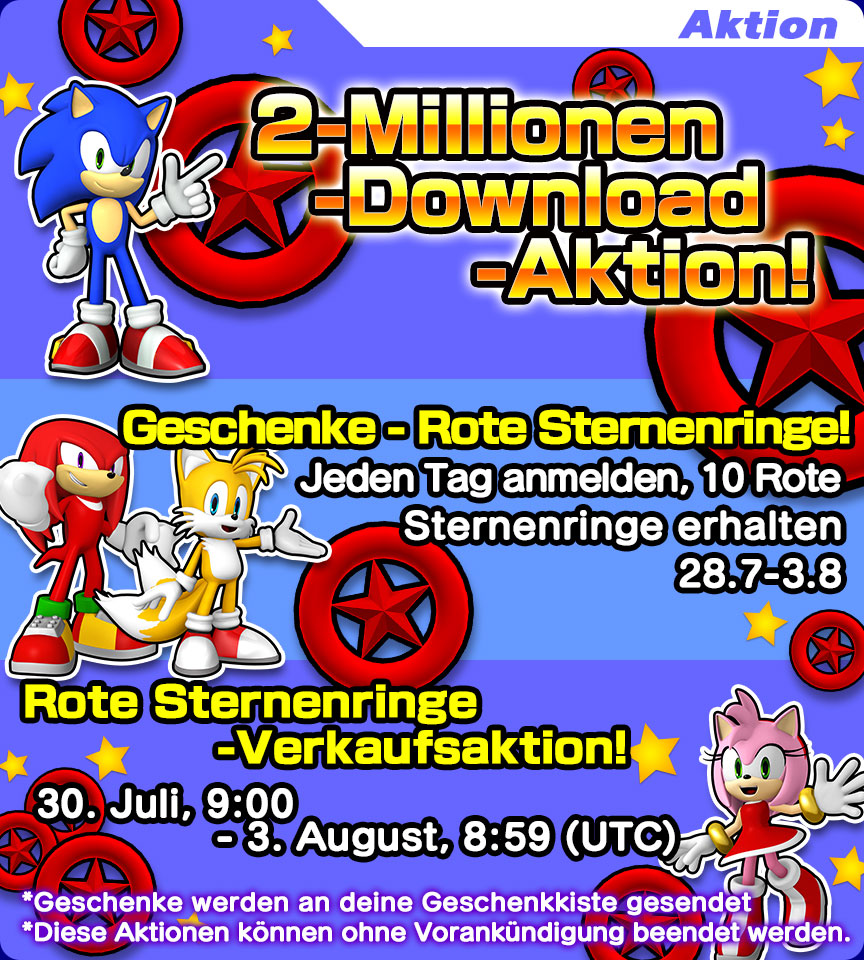 Aktion
2-Millionen
-Download
-Aktion!
Geschenke - Rote Sternenringe!
Jeden Tag anmelden, 10 Rote
Sternenringe erhalten
28.7-3.8
Rote Sternenringe
-Verkaufsaktion!
30. Juli, 9:00
- 3. August, 8:59 (UTC)
*Geschenke werden an deine Geschenkkiste gesendet
*Diese Aktionen können ohne Vorankündigung beendet werden.